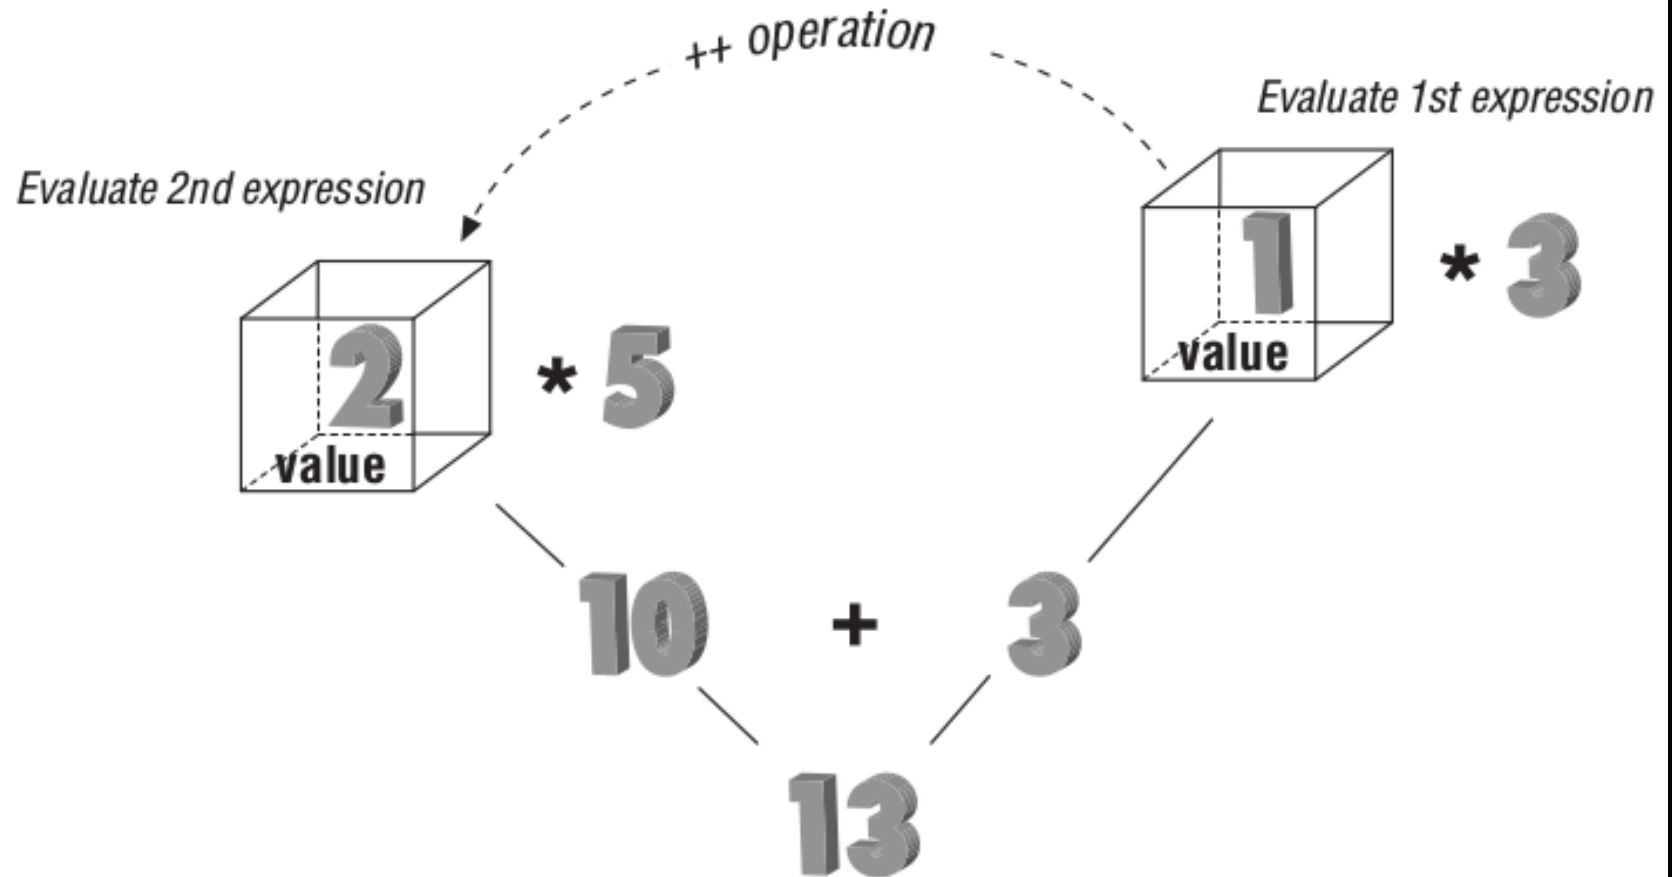 ++ operation
Evaluate 1st expression
Evaluate 2nd expression
1 * 3
value
2 * 5
value
10 + 3
13